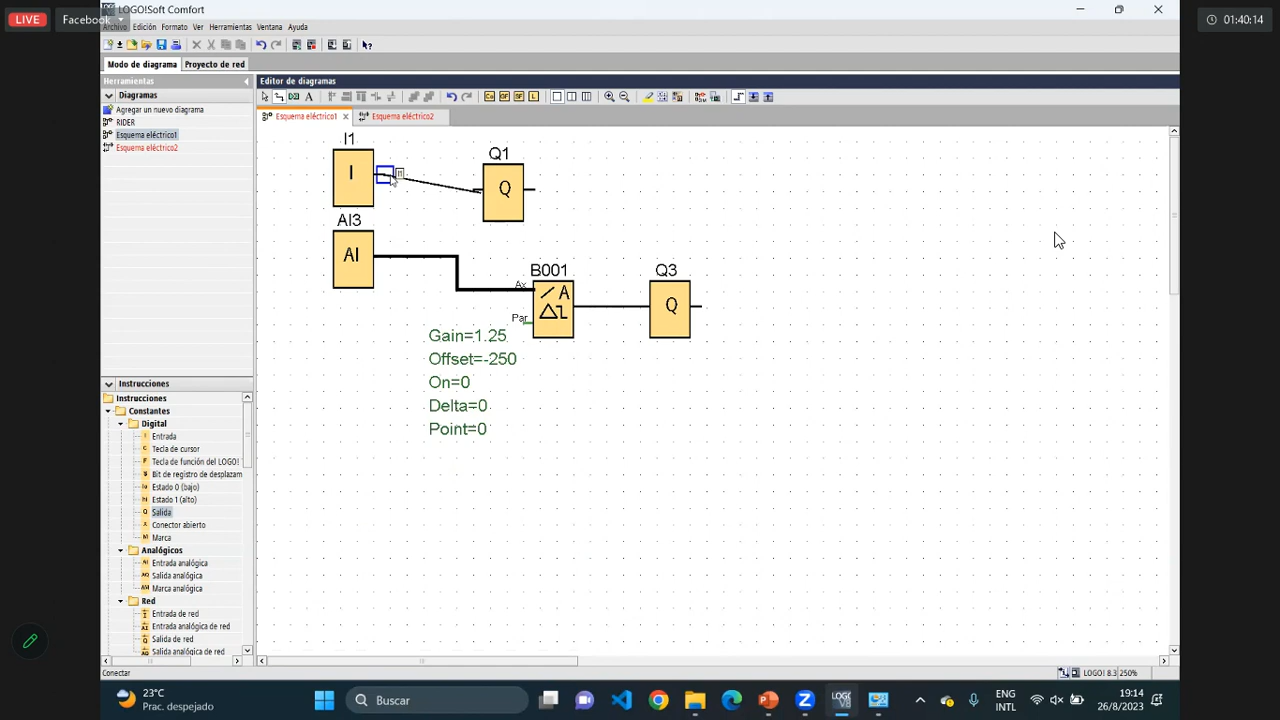 LIVE
Facebook
01:40:14
LOGO!Soft Comfort
Archivo Edición Formato Ver Herramientas Ventana Ayuda
Modo de diagrama Proyecto de red
Herramientas
Diagramas
Agregar un nuevo diagrama
RIDER
Esquema eléctrico1
Esquema eléctrico2
Instrucciones
Instrucciones
Constantes
Digital
Entrada
Tecla de cursor
Tecla de función del LOGO!
Bit de registro de desplazam
Estado 0 (bajo)
Estado 1 (alto)
Salida
Conector abierto
Marca
Analógicos
Entrada analógica
Salida analógica
Marca analógica
Red
Entrada de red
Entrada analógica de red
Salida de red
Salida analógica de red
Conectar
Editor de diagramas
Esquema eléctrico1
Esquema eléctrico2
I1
I
Q1
Q
AI3
AI
B001
Ax
A
Par
Q3
Q
Gain=1.25
Offset=-250
On=0
Delta=0
Point=0
LOGO! 8.3 250%
23°C
Prac. despejado
Buscar
ENG
INTL
19:14
26/8/2023